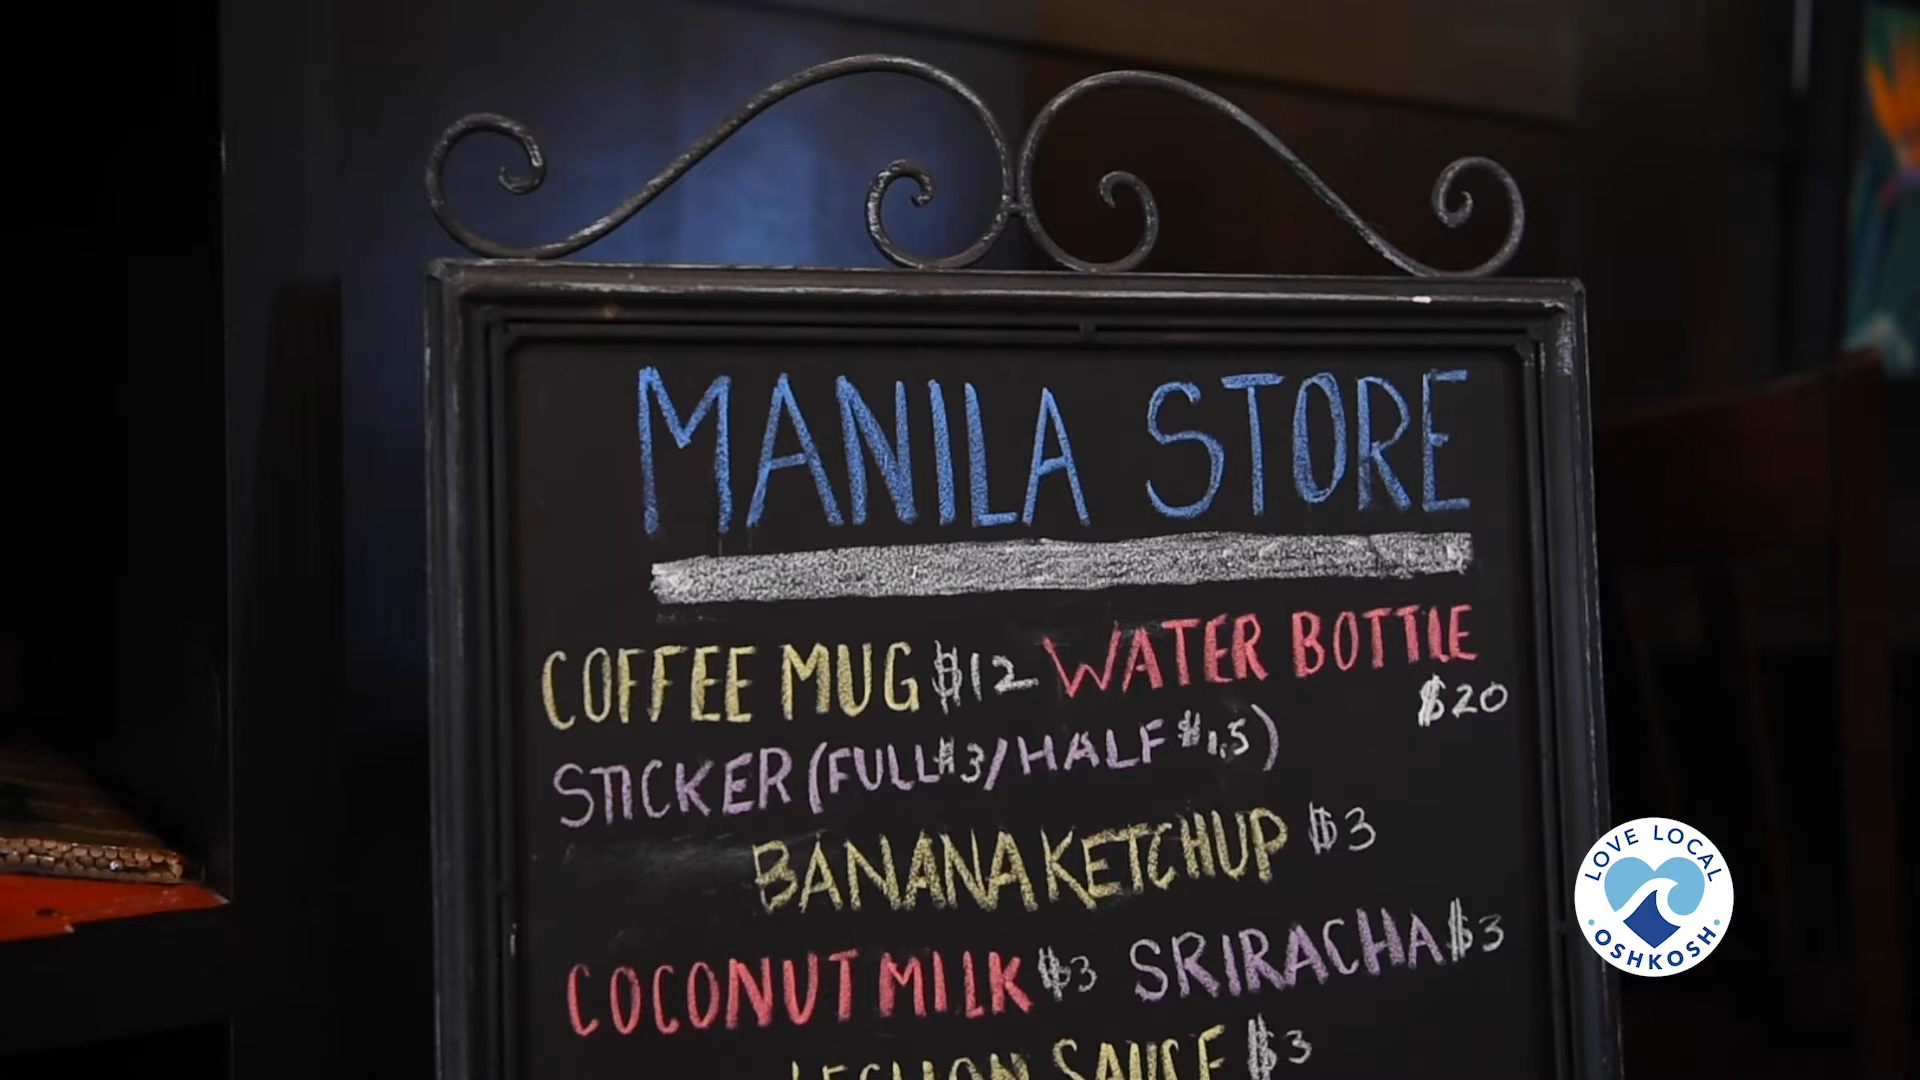 MANILA STORE
COFFEE MUG $12 WATER BOTTLE
$20
STICKER (FULL $3/HALF $1.5)
BANANA KETCHUP $3
COCONUT MILK $3 SRIRACHA $3
LECHON SAUCE $3
LOVE LOCAL
OSHKOSH